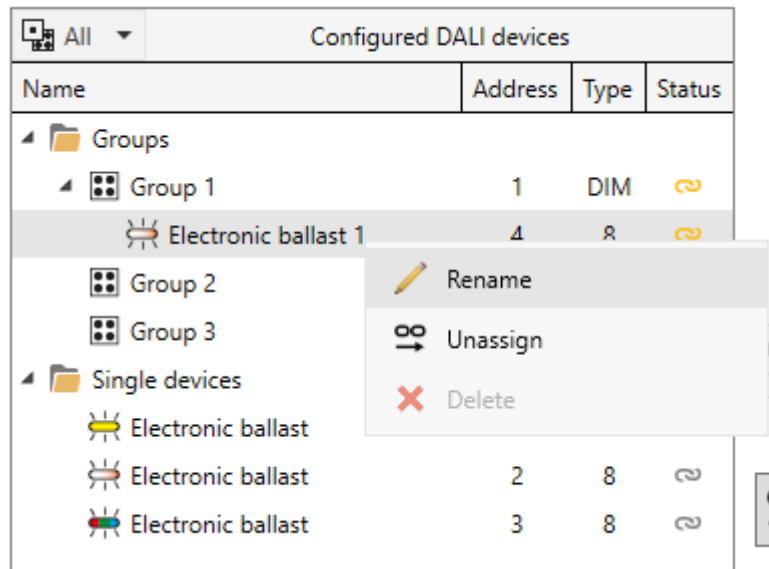 All Configured DALI devices
Name Address Type Status
Groups
Group 1 1 DIM
Electronic ballast 1 4 8
Group 2
Rename
Group 3
Unassign
Single devices
Delete
Electronic ballast
Electronic ballast 2 8
Electronic ballast 3 8